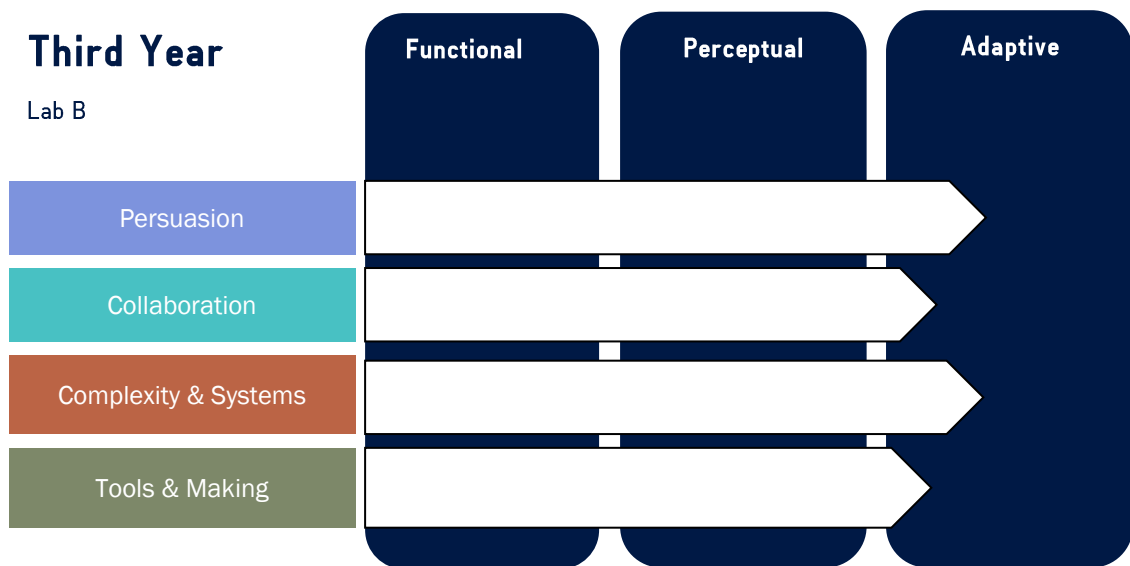 Third Year
Lab B
Functional
Perceptual
Adaptive
Persuasion
Collaboration
Complexity & Systems
Tools & Making